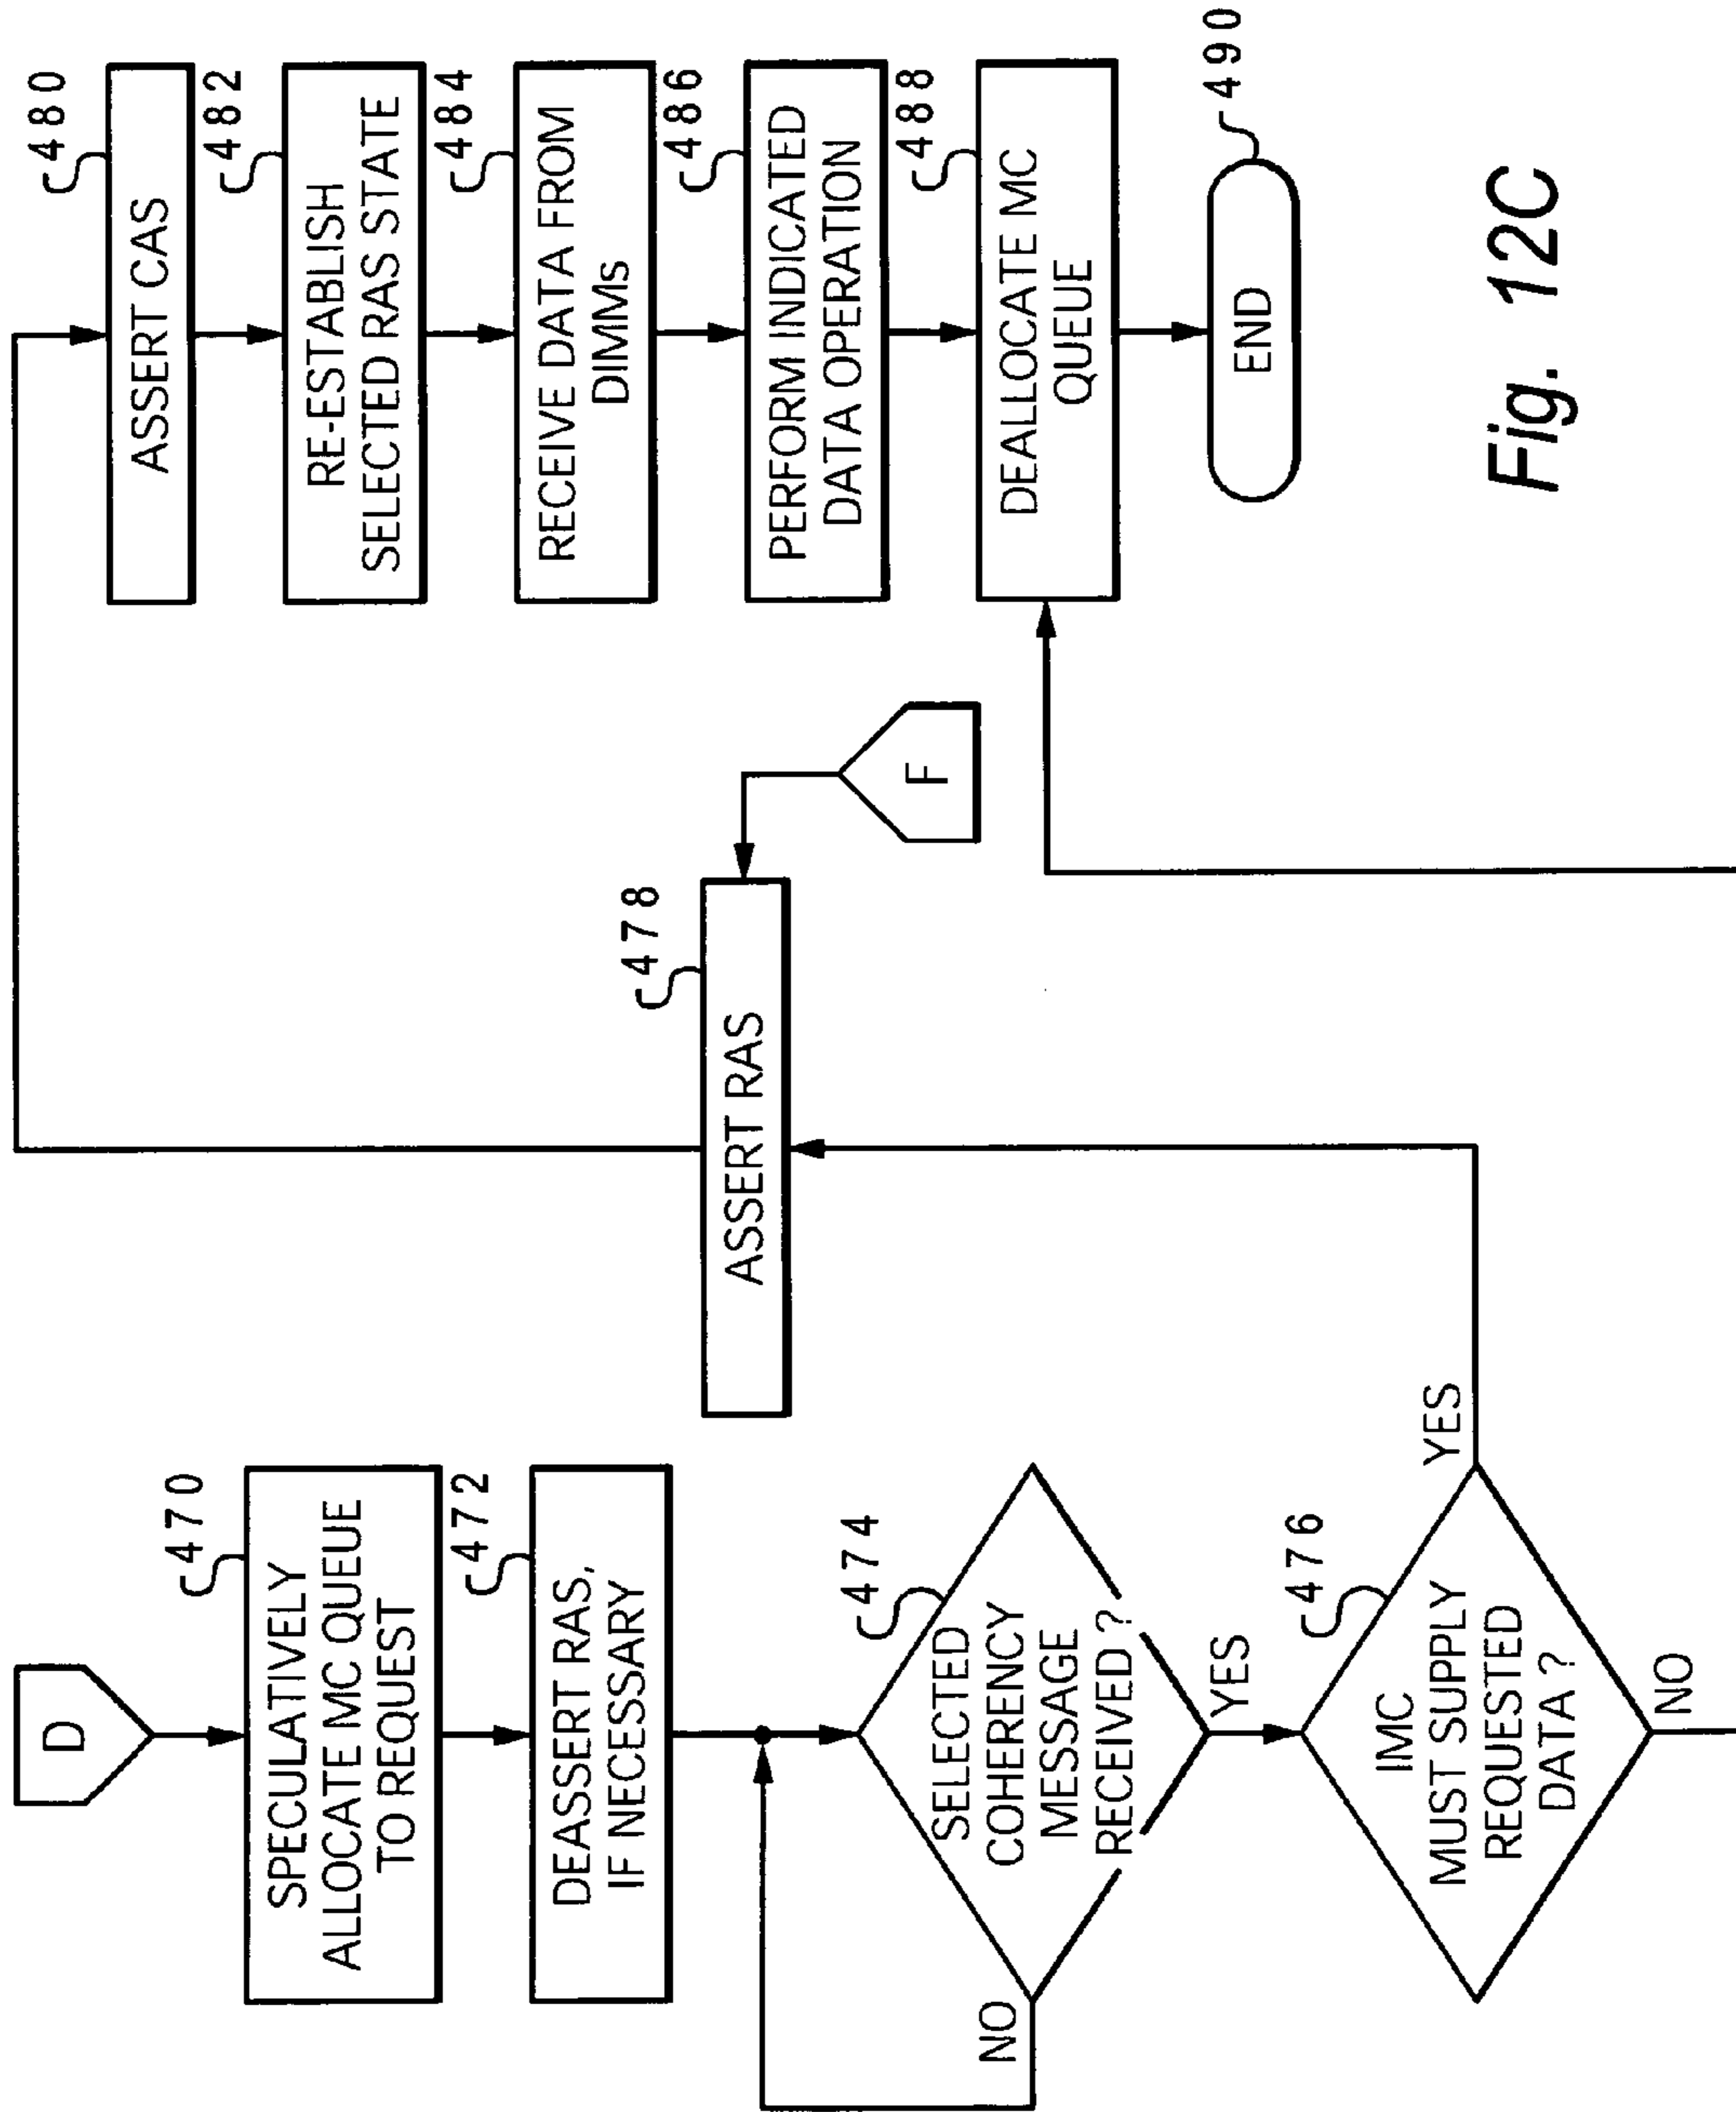 D
470
SPECULATIVELY
ALLOCATE MC QUEUE
TO REQUEST
472
DEASSERT RAS,
IF NECESSARY
474
SELECTED
COHERENCY
MESSAGE
RECEIVED ?
NO
YES
476
IMC
MUST SUPPLY
REQUESTED
DATA ?
YES
NO
478
ASSERT RAS
F
480
ASSERT CAS
482
RE-ESTABLISH
SELECTED RAS STATE
484
RECEIVE DATA FROM
DIMMs
486
PERFORM INDICATED
DATA OPERATION
488
DEALLOCATE MC
QUEUE
490
END
Fig. 12C